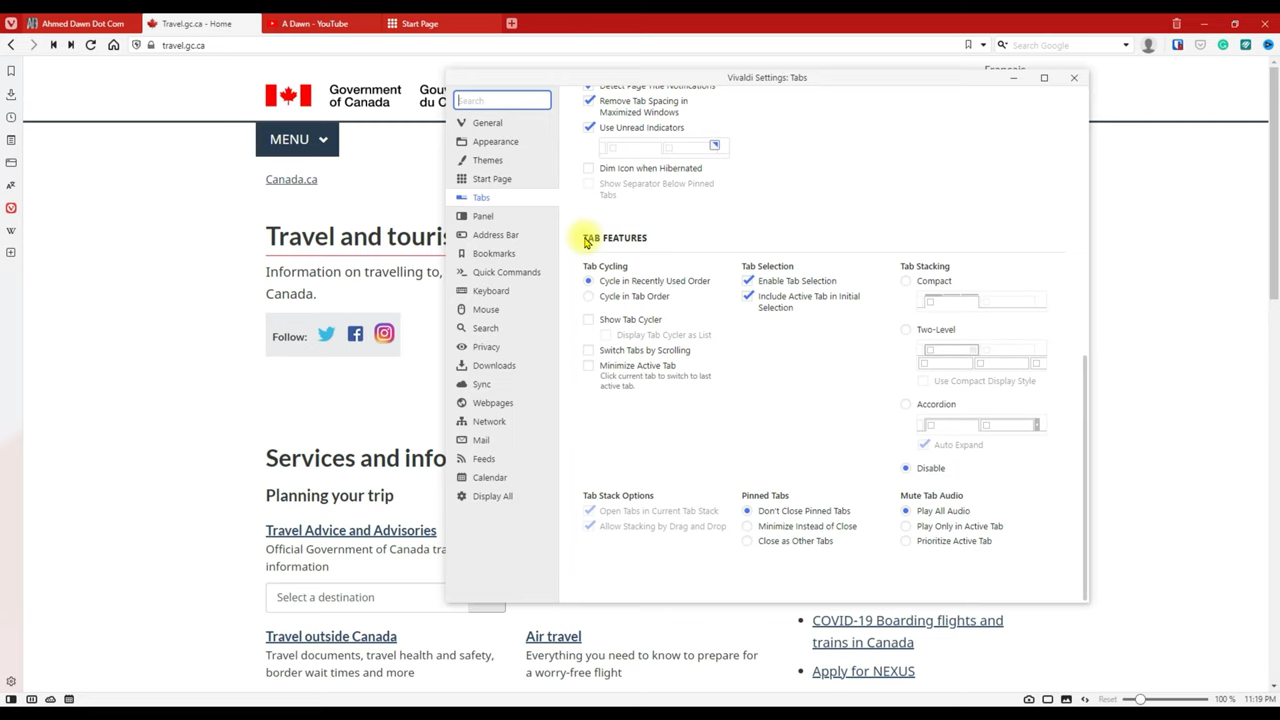 Ahmed Dawn Dot Com
Travel.gc.ca - Home
A Dawn - YouTube
Start Page
travel.gc.ca
Search Google
Français
Government
of Canada
Gouv
du C
MENU
Canada.ca
Travel and touris
Information on travelling to,
Canada.
Follow:
Services and info
Planning your trip
Travel Advice and Advisories
Official Government of Canada tra
information
Select a destination
Travel outside Canada
Travel documents, travel health and safety,
border wait times and more
Air travel
Everything you need to know to prepare for
a worry-free flight
COVID-19 Boarding flights and
trains in Canada
Apply for NEXUS
Vivaldi Settings: Tabs
Search
General
Appearance
Themes
Start Page
Tabs
Panel
Address Bar
Bookmarks
Quick Commands
Keyboard
Mouse
Search
Privacy
Downloads
Sync
Webpages
Network
Mail
Feeds
Calendar
Display All
Detect Page Title Notifications
Remove Tab Spacing in
Maximized Windows
Use Unread Indicators
Dim Icon when Hibernated
Show Separator Below Pinned
Tabs
TAB FEATURES
Tab Cycling
Cycle in Recently Used Order
Cycle in Tab Order
Show Tab Cycler
Display Tab Cycler as List
Switch Tabs by Scrolling
Minimize Active Tab
Click current tab to switch to last
active tab.
Tab Selection
Enable Tab Selection
Include Active Tab in Initial
Selection
Tab Stacking
Compact
Two-Level
Use Compact Display Style
Accordion
Auto Expand
Disable
Tab Stack Options
Open Tabs in Current Tab Stack
Allow Stacking by Drag and Drop
Pinned Tabs
Don't Close Pinned Tabs
Minimize Instead of Close
Close as Other Tabs
Mute Tab Audio
Play All Audio
Play Only in Active Tab
Prioritize Active Tab
Reset
100 %
11:19 PM